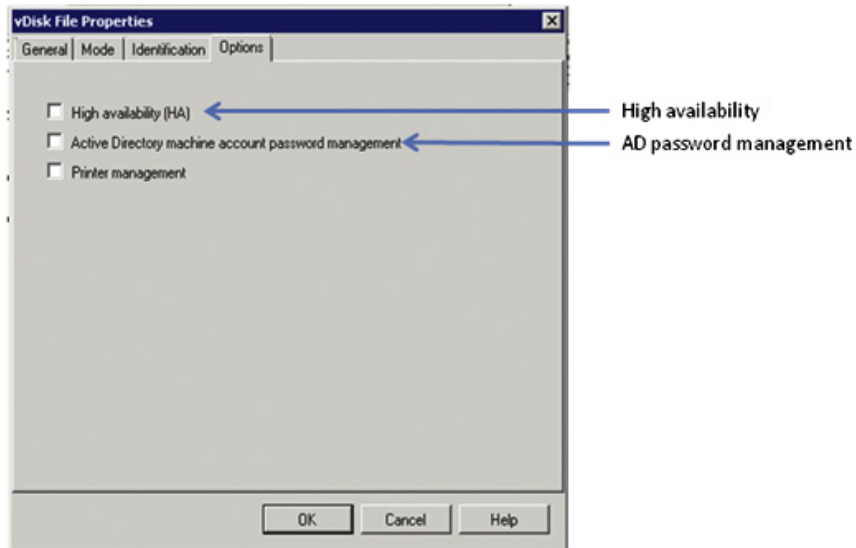 vDisk File Properties
General Mode Identification Options
High availability (HA)
High availability
Active Directory machine account password management
AD password management
Printer management
OK Cancel Help